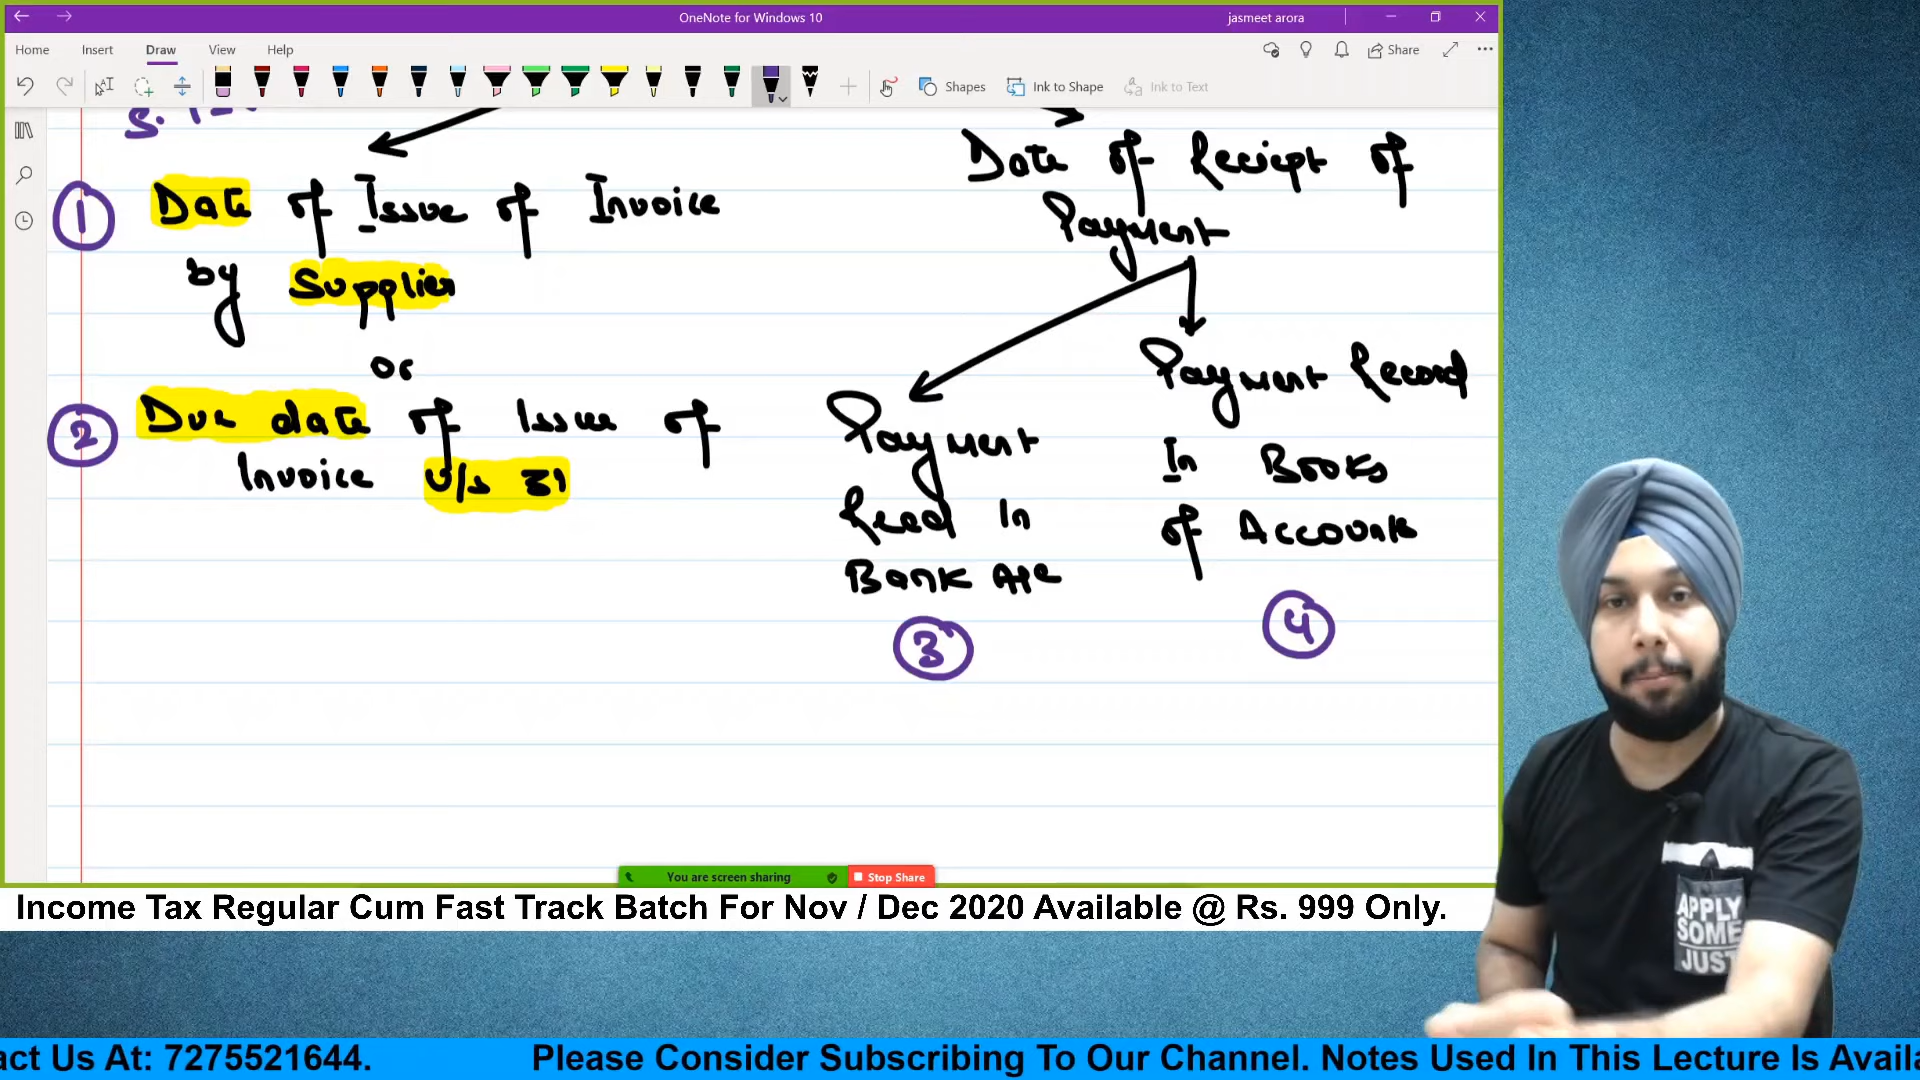 OneNote for Windows 10
jasmeet arora
Home
Insert
Draw
View
Help
Share
Shapes
Ink to Shape
Ink to Text
Date of Issue of Invoice
by Supplier
or
Due date of Issue of
Invoice u/s 31
Date of Reciept of
Payment
Payment
Recd In
Bank A/c
Payment Record
In Books
of Accounts
1
2
3
4
You are screen sharing
Stop Share
APPLY
SOME
JUST
Income Tax Regular Cum Fast Track Batch For Nov / Dec 2020 Available @ Rs. 999 Only.
act Us At: 7275521644.
Please Consider Subscribing To Our Channel. Notes Used In This Lecture Is Availa